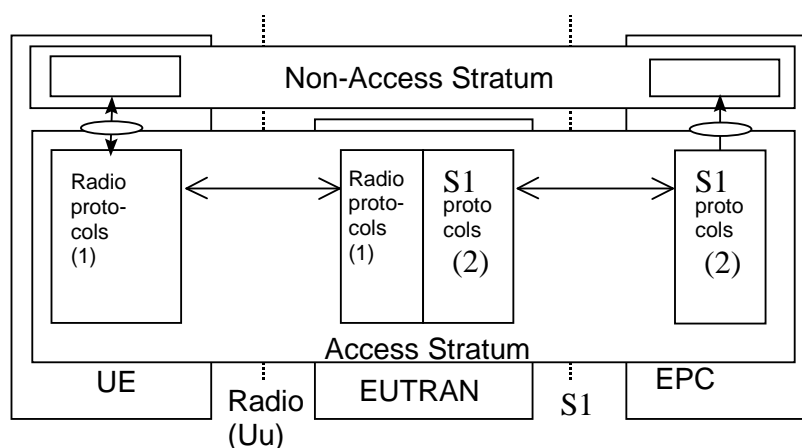 Non-Access Stratum
Radio
proto-
cols
(1)
Radio
proto-
cols
(1)
S1
proto
cols
(2)
S1
proto
cols
(2)
Access Stratum
UE
Radio
(Uu)
EUTRAN
S1
EPC